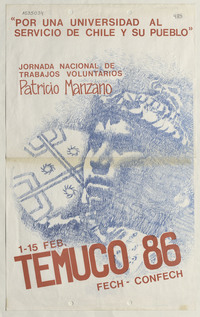 "POR UNA UNIVERSIDAD AL
SERVICIO DE CHILE Y SU PUEBLO"
JORNADA NACIONAL DE
TRABAJOS VOLUNTARIOS
Patricio Manzano
1-15 FEB.
TEMUCO 86
FECH - CONFECH